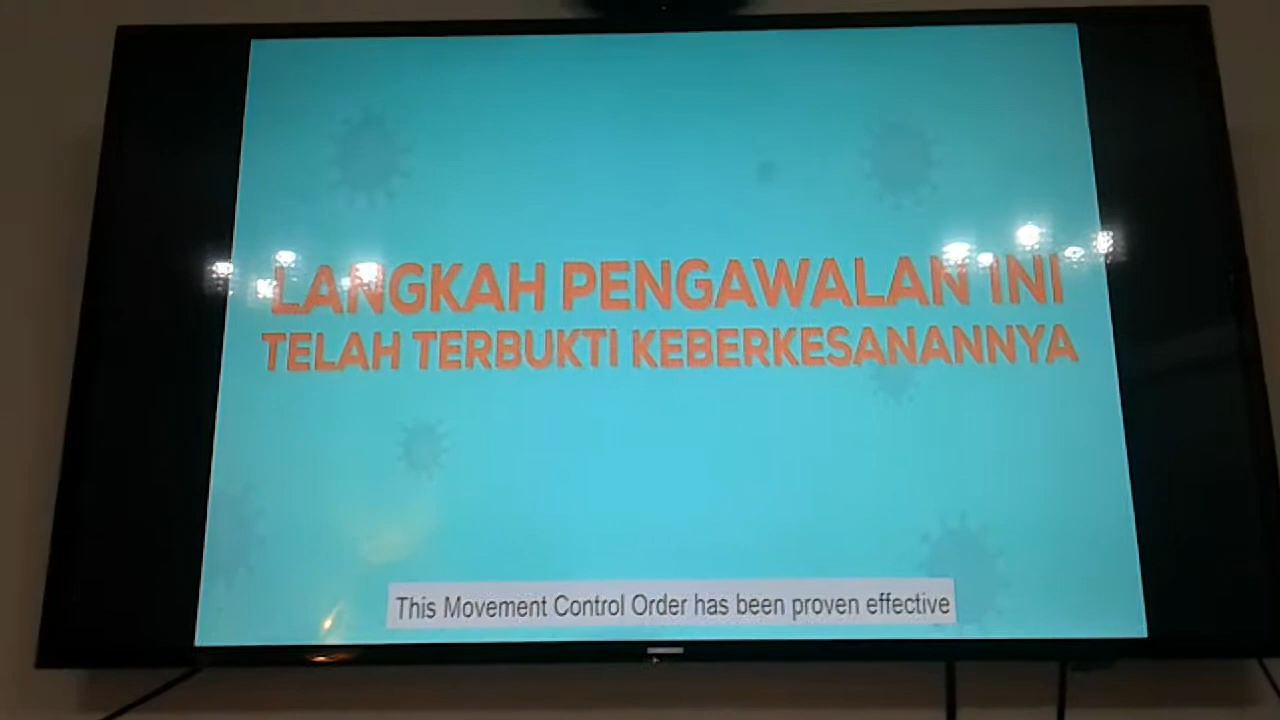 LANGKAH PENGAWALAN INI
TELAH TERBUKTI KEBERKESANANNYA
This Movement Control Order has been proven effective